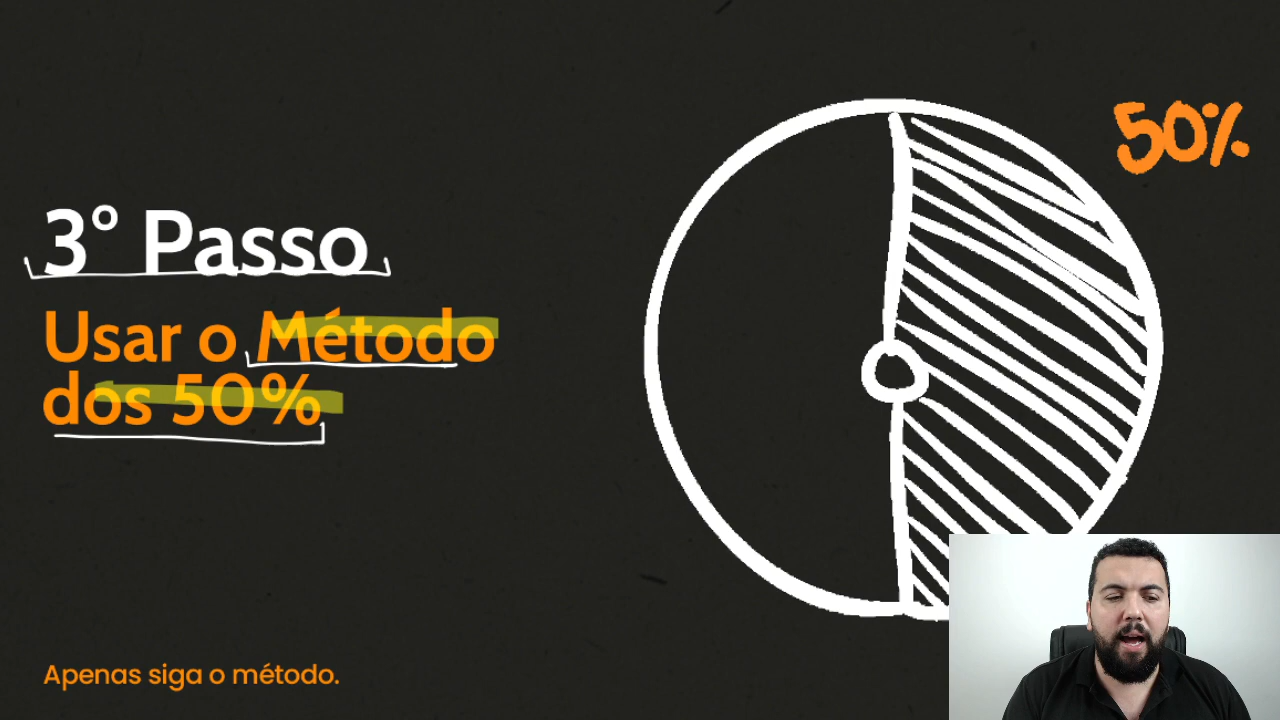 3° Passo
Usar o Método
dos 50%
50%
Apenas siga o método.